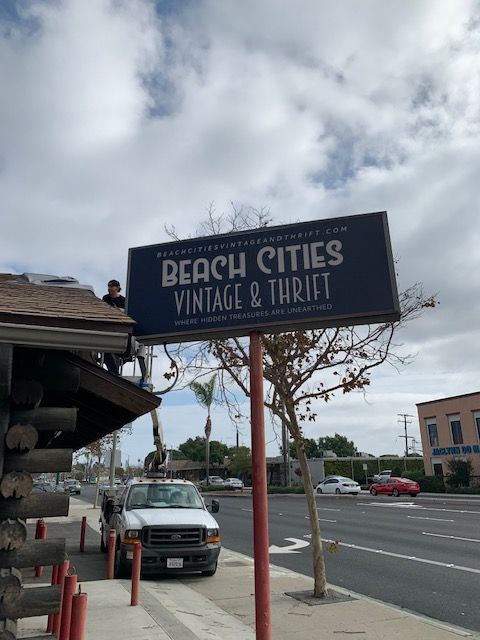 BEACHCITIESVINTAGEANDTHRIFT.COM
BEACH CITIES
VINTAGE & THRIFT
WHERE HIDDEN TREASURES ARE UNEARTHED